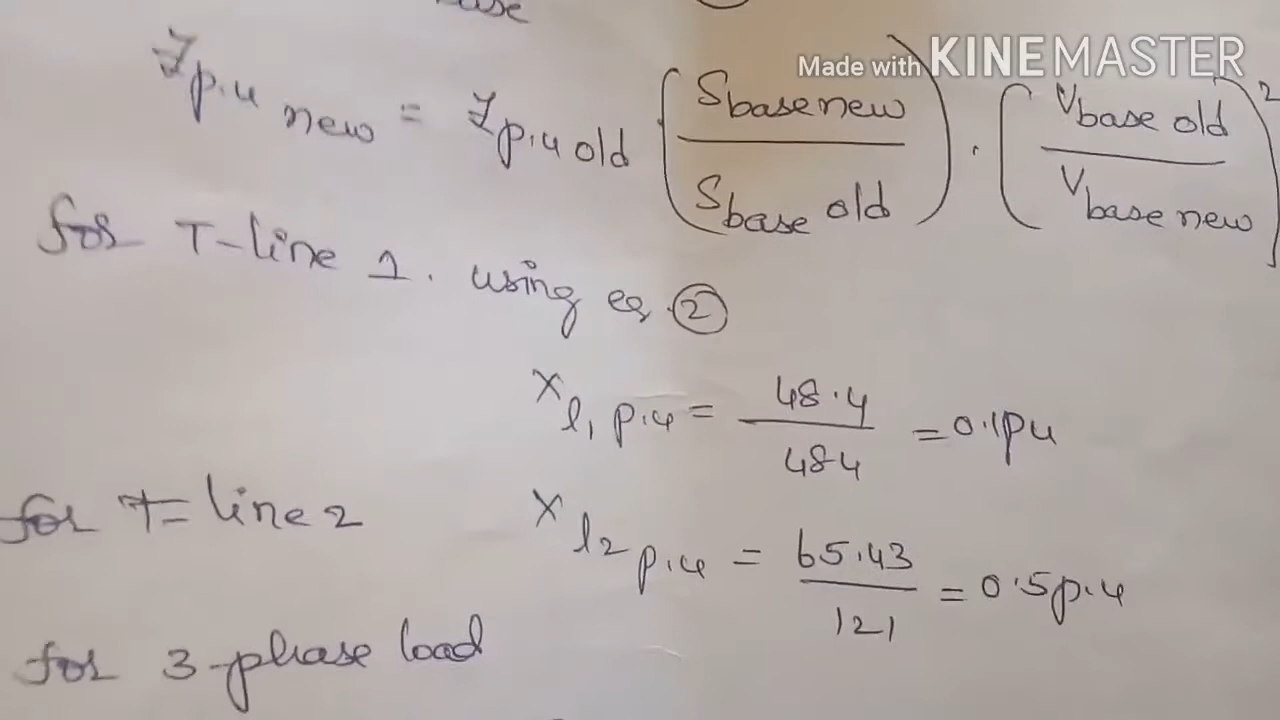 Made with KINEMASTER
Zp.u new = Zp.u old (Sbase new / Sbase old) . (Vbase old / Vbase new)²
for T-line 1. using eq. ②
Xl1 p.u = 48.4 / 484 = 0.1pu
for T-line 2 Xl2 p.u = 65.43 / 121 = 0.5p.u
for 3-phase load